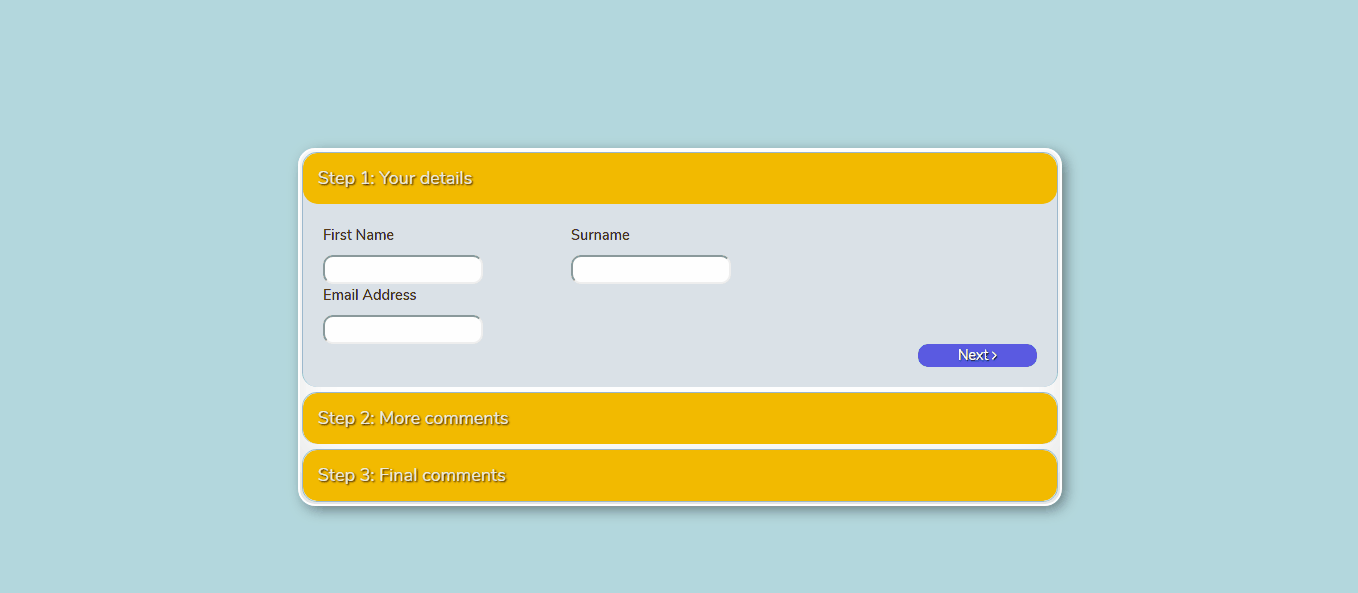 Step 1: Your details
First Name Surname
Email Address
Next >
Step 2: More comments
Step 3: Final comments